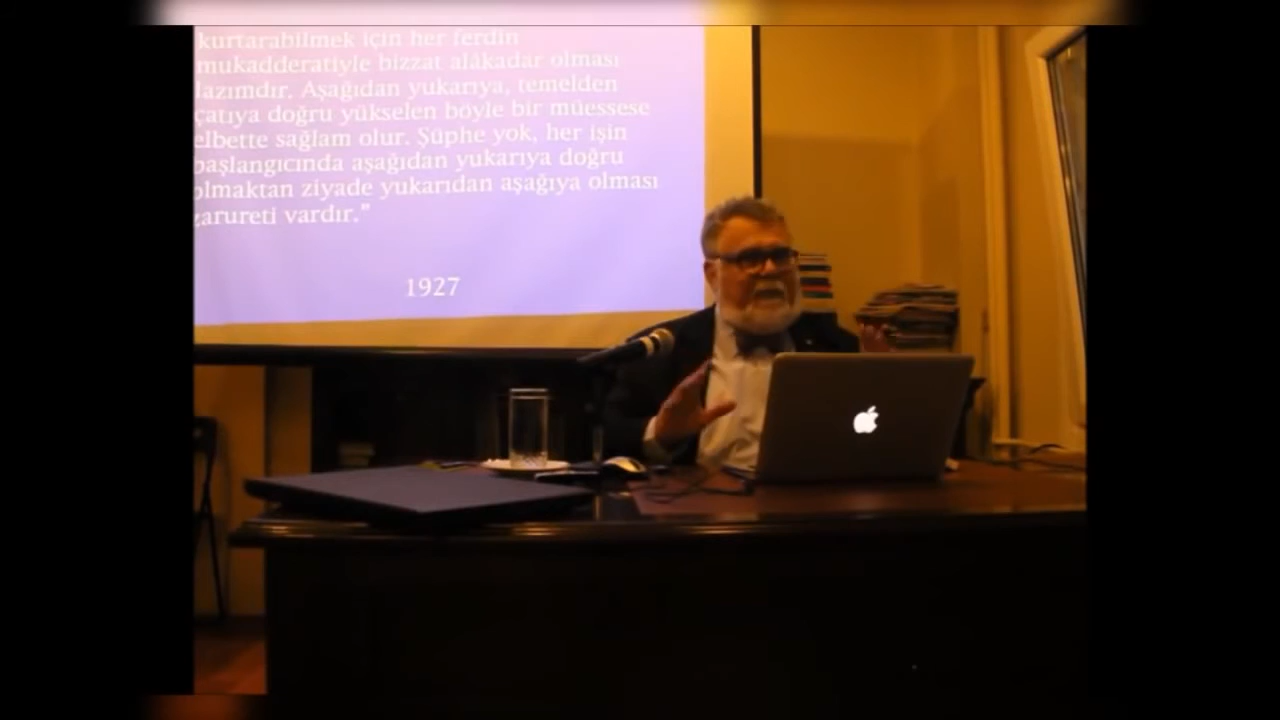 kurtarabilmek için her ferdin
mukadderatiyle bizzat alâkadar olması
lazımdır. Aşağıdan yukarıya, temelden
çatıya doğru yükselen böyle bir müessese
elbette sağlam olur. Şüphe yok, her işin
başlangıcında aşağıdan yukarıya doğru
olmaktan ziyade yukarıdan aşağıya olması
zarureti vardır.”
1927